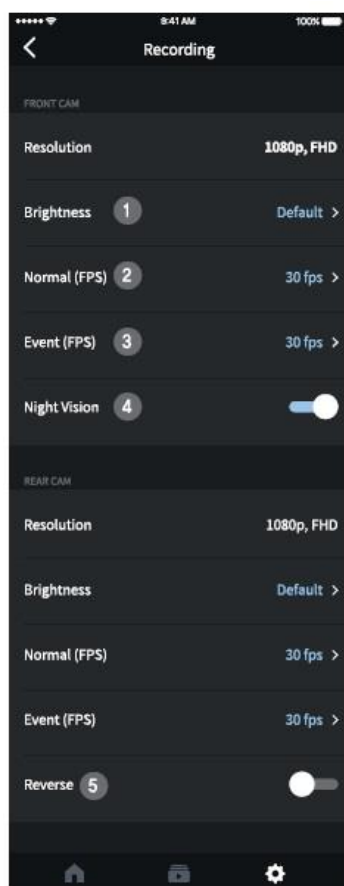 9:41 AM 100%
Recording
FRONT CAM
Resolution 1080p, FHD
Brightness 1 Default >
Normal (FPS) 2 30 fps >
Event (FPS) 3 30 fps >
Night Vision 4
REAR CAM
Resolution 1080p, FHD
Brightness Default >
Normal (FPS) 30 fps >
Event (FPS) 30 fps >
Reverse 5